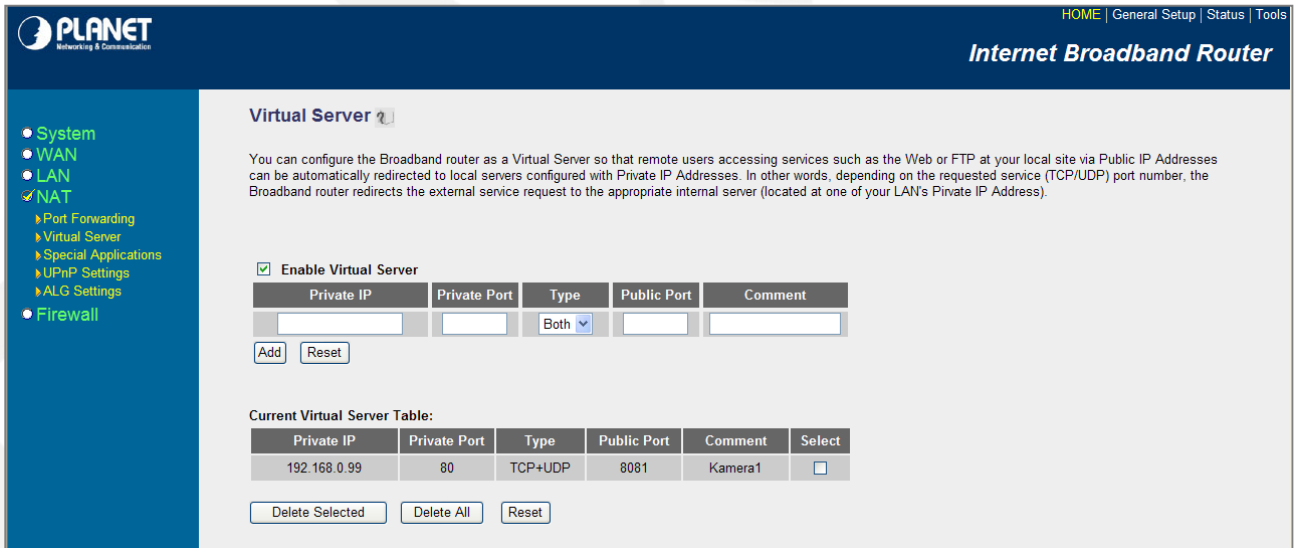 PLANET
Networking & Communication
HOME | General Setup | Status | Tools
Internet Broadband Router
System
WAN
LAN
NAT
Port Forwarding
Virtual Server
Special Applications
UPnP Settings
ALG Settings
Firewall
Virtual Server
You can configure the Broadband router as a Virtual Server so that remote users accessing services such as the Web or FTP at your local site via Public IP Addresses
can be automatically redirected to local servers configured with Private IP Addresses. In other words, depending on the requested service (TCP/UDP) port number, the
Broadband router redirects the external service request to the appropriate internal server (located at one of your LAN's Pivate IP Address).
Enable Virtual Server
Private IP Private Port Type Public Port Comment
Both
Add Reset
Current Virtual Server Table:
Private IP Private Port Type Public Port Comment Select
192.168.0.99 80 TCP+UDP 8081 Kamera1
Delete Selected Delete All Reset